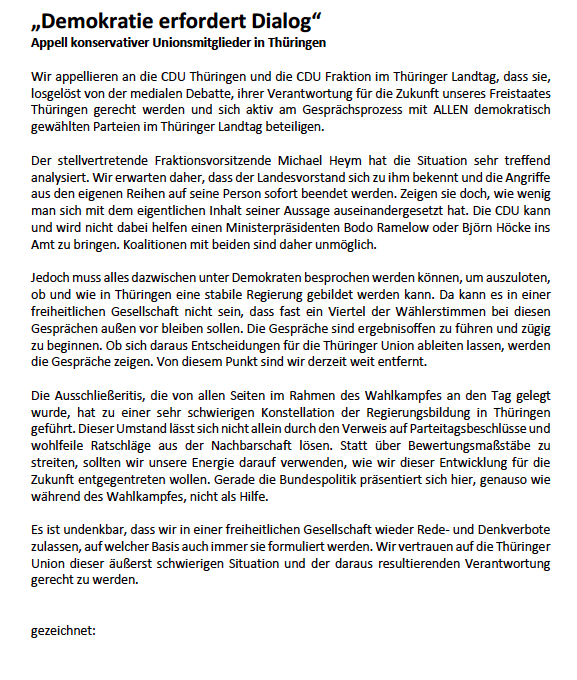 „Demokratie erfordert Dialog“
Appell konservativer Unionsmitglieder in Thüringen
Wir appellieren an die CDU Thüringen und die CDU Fraktion im Thüringer Landtag, dass sie,
losgelöst von der medialen Debatte, ihrer Verantwortung für die Zukunft unseres Freistaates
Thüringen gerecht werden und sich aktiv am Gesprächsprozess mit ALLEN demokratisch
gewählten Parteien im Thüringer Landtag beteiligen.
Der stellvertretende Fraktionsvorsitzende Michael Heym hat die Situation sehr treffend
analysiert. Wir erwarten daher, dass der Landesvorstand sich zu ihm bekennt und die Angriffe
aus den eigenen Reihen auf seine Person sofort beendet werden. Zeigen sie doch, wie wenig
man sich mit dem eigentlichen Inhalt seiner Aussage auseinandergesetzt hat. Die CDU kann
und wird nicht dabei helfen einen Ministerpräsidenten Bodo Ramelow oder Björn Höcke ins
Amt zu bringen. Koalitionen mit beiden sind daher unmöglich.
Jedoch muss alles dazwischen unter Demokraten besprochen werden können, um auszuloten,
ob und wie in Thüringen eine stabile Regierung gebildet werden kann. Da kann es in einer
freiheitlichen Gesellschaft nicht sein, dass fast ein Viertel der Wählerstimmen bei diesen
Gesprächen außen vor bleiben sollen. Die Gespräche sind ergebnisoffen zu führen und zügig
zu beginnen. Ob sich daraus Entscheidungen für die Thüringer Union ableiten lassen, werden
die Gespräche zeigen. Von diesem Punkt sind wir derzeit weit entfernt.
Die Ausschließeritis, die von allen Seiten im Rahmen des Wahlkampfes an den Tag gelegt
wurde, hat zu einer sehr schwierigen Konstellation der Regierungsbildung in Thüringen
geführt. Dieser Umstand lässt sich nicht allein durch den Verweis auf Parteitagsbeschlüsse und
wohlfeile Ratschläge aus der Nachbarschaft lösen. Statt über Bewertungsmaßstäbe zu
streiten, sollten wir unsere Energie darauf verwenden, wie wir dieser Entwicklung für die
Zukunft entgegentreten wollen. Gerade die Bundespolitik präsentiert sich hier, genauso wie
während des Wahlkampfes, nicht als Hilfe.
Es ist undenkbar, dass wir in einer freiheitlichen Gesellschaft wieder Rede- und Denkverbote
zulassen, auf welcher Basis auch immer sie formuliert werden. Wir vertrauen auf die Thüringer
Union dieser äußerst schwierigen Situation und der daraus resultierenden Verantwortung
gerecht zu werden.
gezeichnet: